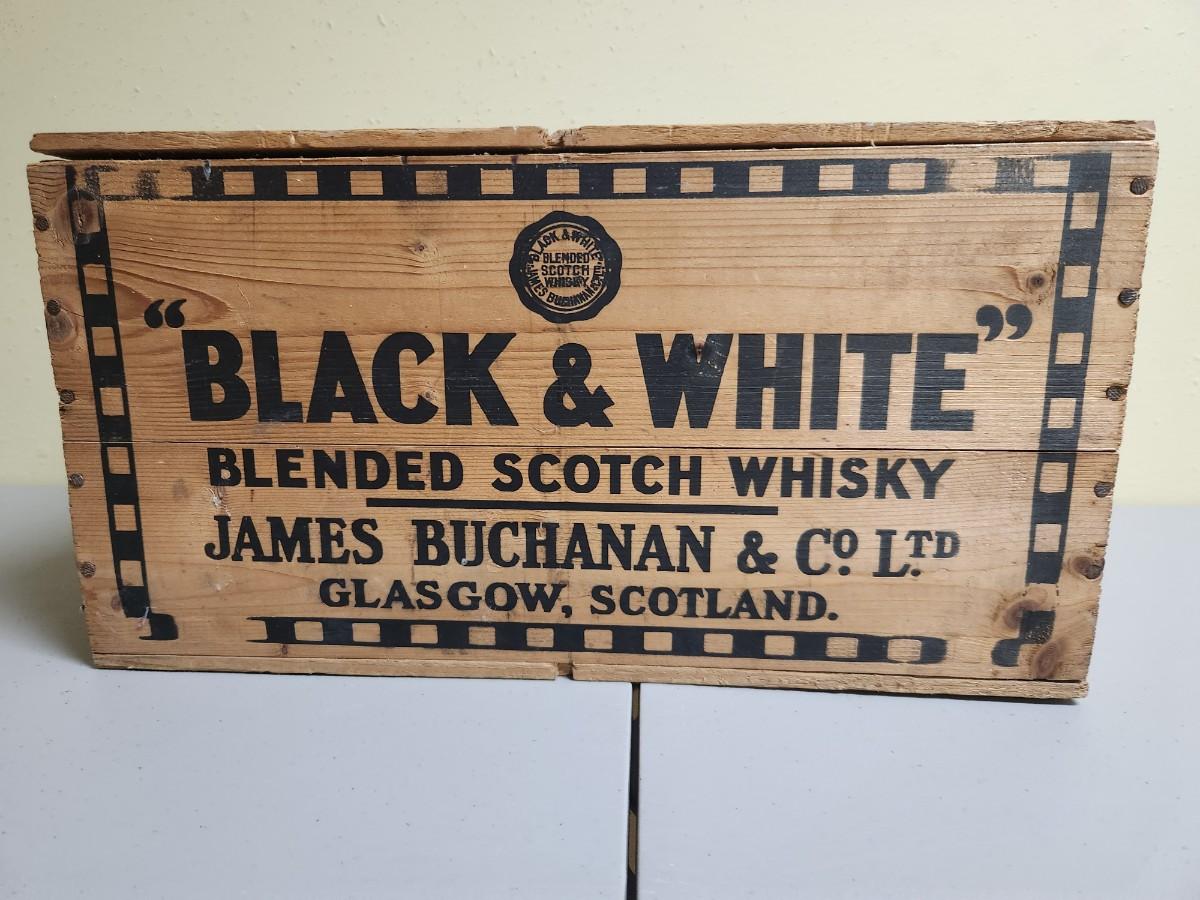 "BLACK & WHITE"
BLENDED
SCOTCH
WHISKY
JAMES BUCHANAN & Co LTD
"BLACK & WHITE"
BLENDED SCOTCH WHISKY
JAMES BUCHANAN & Co. LTD.
GLASGOW, SCOTLAND.